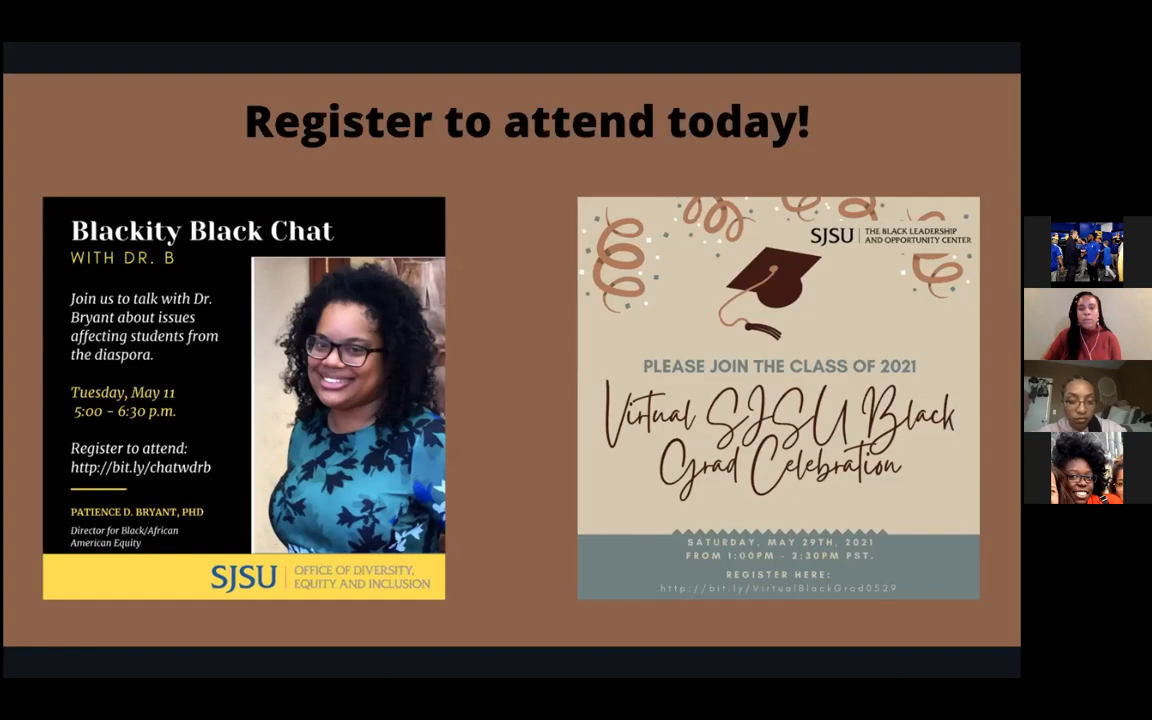 Register to attend today!
Blackity Black Chat
WITH DR. B
Join us to talk with Dr.
Bryant about issues
affecting students from
the diaspora.
Tuesday, May 11
5:00 - 6:30 p.m.
Register to attend:
http://bit.ly/chatwdrb
PATIENCE D. BRYANT, PHD
Director for Black/African
American Equity
SJSU | OFFICE OF DIVERSITY,
EQUITY AND INCLUSION
SJSU | THE BLACK LEADERSHIP
AND OPPORTUNITY CENTER
PLEASE JOIN THE CLASS OF 2021
Virtual SJSU Black
Grad Celebration
SATURDAY, MAY 29TH, 2021
FROM 1:00PM - 2:30PM PST.
REGISTER HERE:
http://bit.ly/VirtualBlackGrad0529